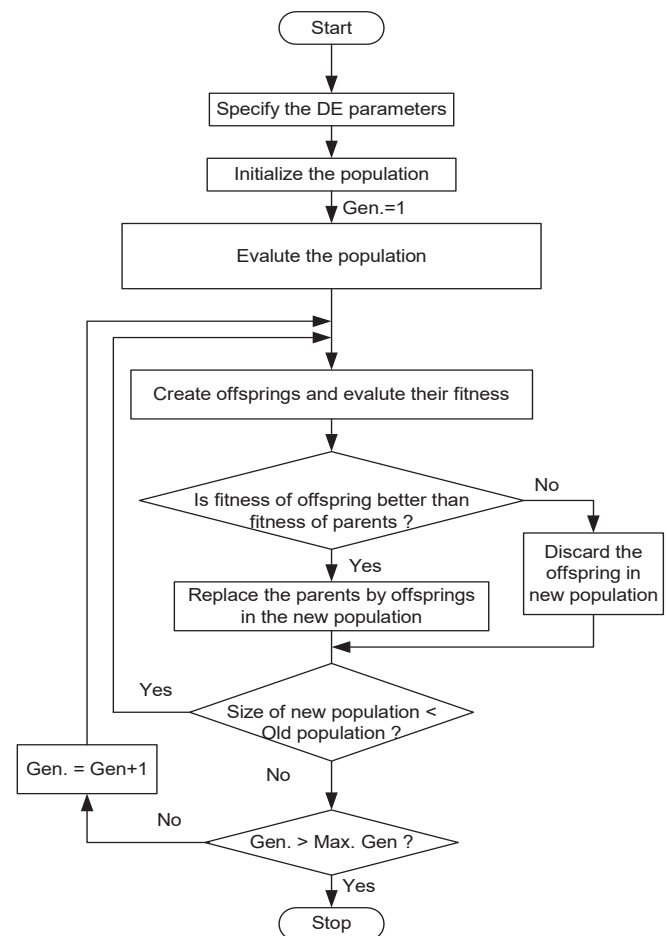 Start
Specify the DE parameters
Initialize the population
Gen.=1
Evalute the population
Create offsprings and evalute their fitness
Is fitness of offspring better than
fitness of parents ?
No
Yes
Discard the
offspring in
new population
Replace the parents by offsprings
in the new population
Yes
Size of new population <
Old population ?
Gen. = Gen+1
No
No
Gen. > Max. Gen ?
Yes
Stop